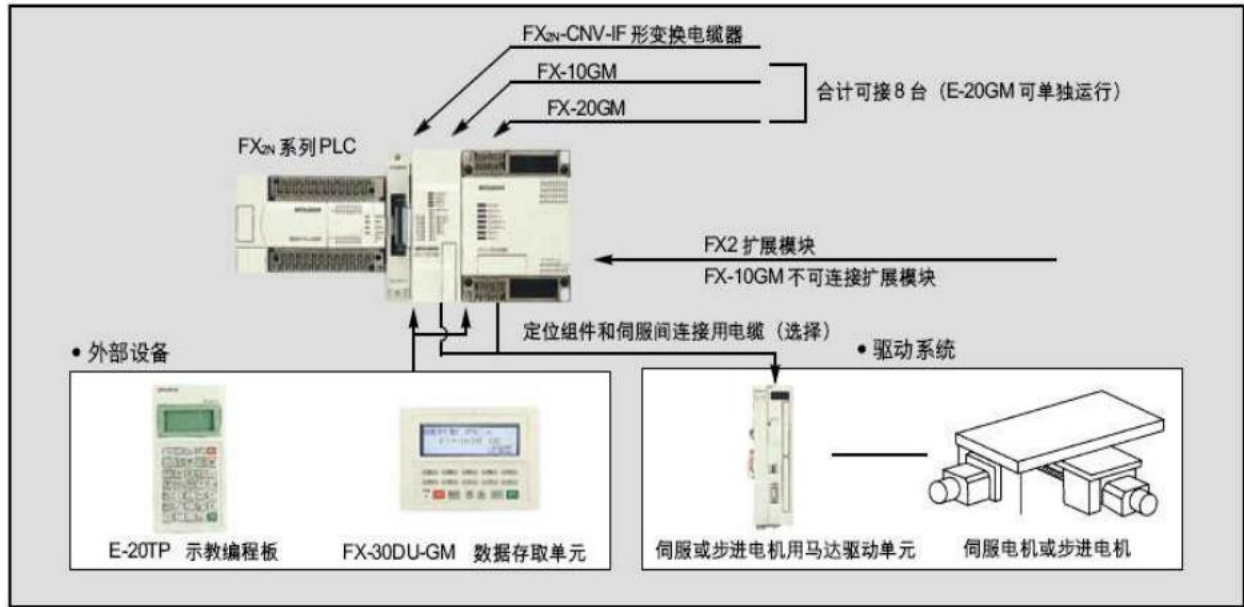 FX2N-CNV-IF 形变换电缆器
FX-10GM
合计可接 8 台（E-20GM 可单独运行）
FX-20GM
FX2N 系列 PLC
FX2 扩展模块
FX-10GM 不可连接扩展模块
定位组件和伺服间连接用电缆（选择）
• 外部设备
• 驱动系统
E-20TP 示教编程板
FX-30DU-GM 数据存取单元
伺服或步进电机用马达驱动单元
伺服电机或步进电机